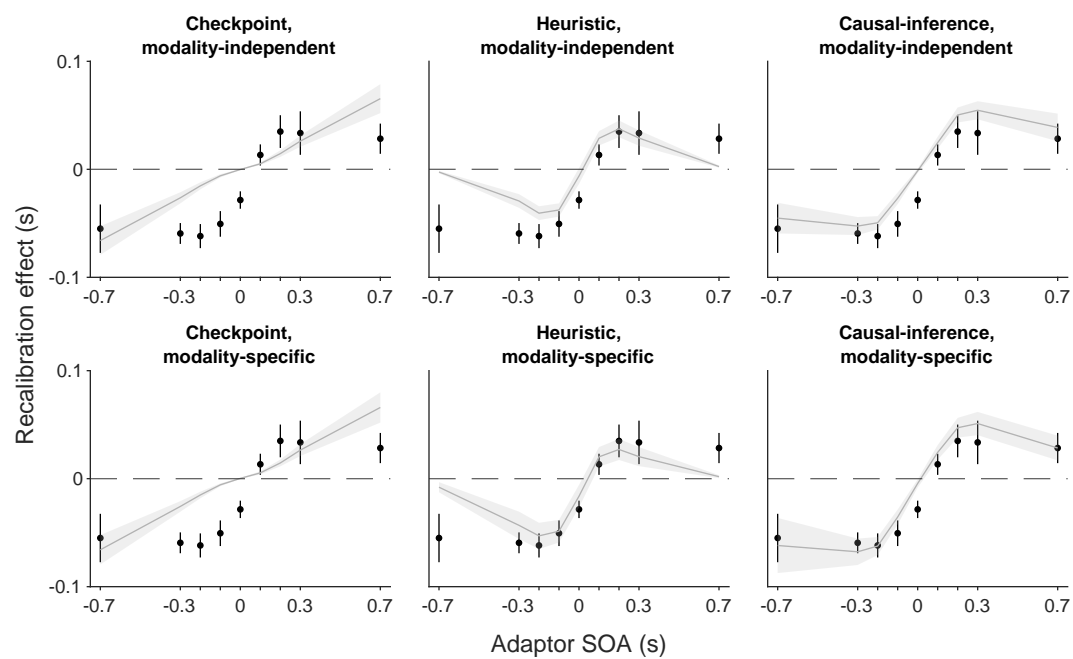 Checkpoint,
modality-independent
Heuristic,
modality-independent
Causal-inference,
modality-independent
0.1
0
-0.1
-0.7
-0.3
0
0.3
0.7
-0.7
-0.3
0
0.3
0.7
-0.7
-0.3
0
0.3
0.7
Recalibration effect (s)
Checkpoint,
modality-specific
Heuristic,
modality-specific
Causal-inference,
modality-specific
0.1
0
-0.1
-0.7
-0.3
0
0.3
0.7
-0.7
-0.3
0
0.3
0.7
-0.7
-0.3
0
0.3
0.7
Adaptor SOA (s)